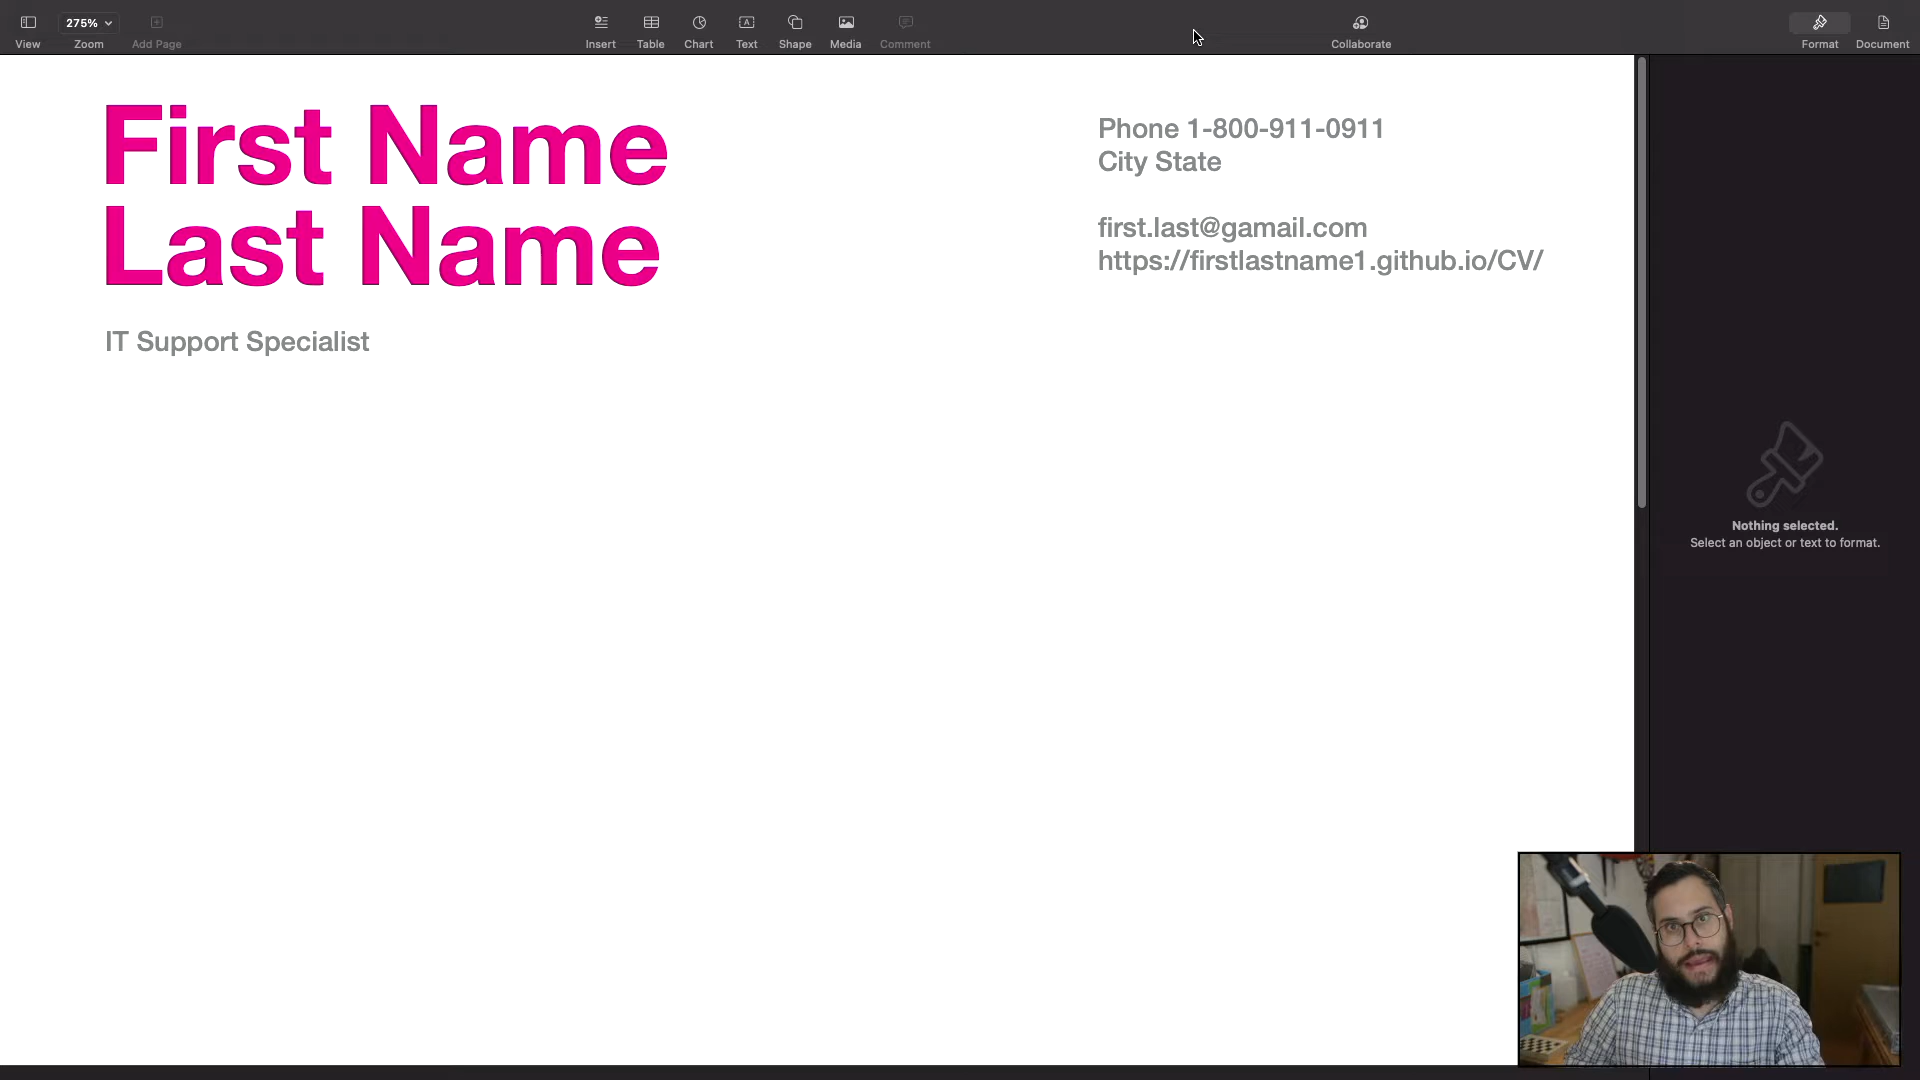 275%
View
Zoom
Add Page
Insert
Table
Chart
Text
Shape
Media
Comment
Collaborate
Format
Document
First Name
Last Name
IT Support Specialist
Phone 1-800-911-0911
City State
first.last@gamail.com
https://firstlastname1.github.io/CV/
Nothing selected.
Select an object or text to format.